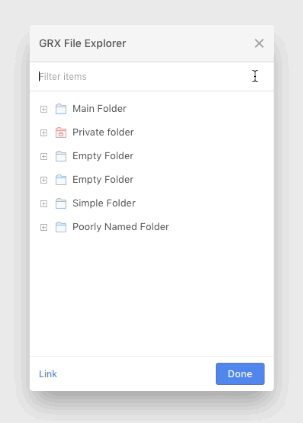 GRX File Explorer
Filter items
Main Folder
Private folder
Empty Folder
Empty Folder
Simple Folder
Poorly Named Folder
Link
Done